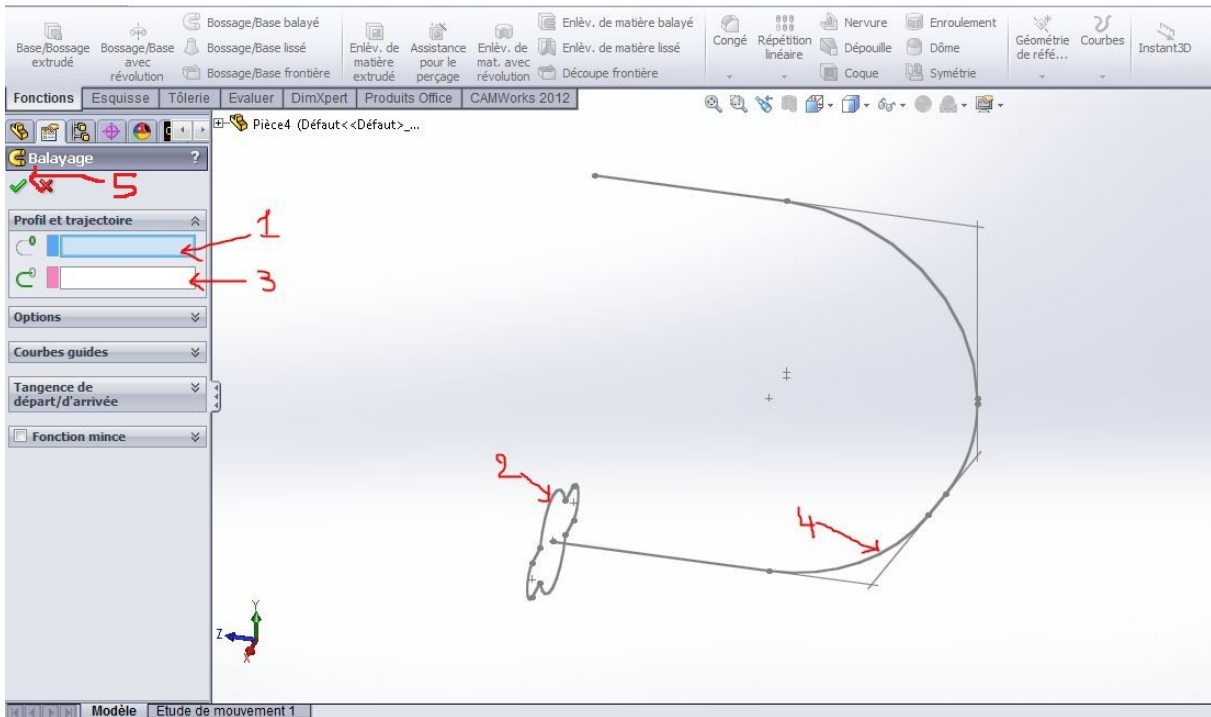 Base/Bossage extrudé
Bossage/Base avec révolution
Bossage/Base balayé
Bossage/Base lissé
Bossage/Base frontière
Enlèv. de matière extrudé
Assistance pour le perçage
Enlèv. de mat. avec révolution
Enlèv. de matière balayé
Enlèv. de matière lissé
Découpe frontière
Congé
Répétition linéaire
Nervure
Dépouille
Coque
Enroulement
Dôme
Symétrie
Géométrie de réfé...
Courbes
Instant3D
Fonctions
Esquisse
Tôlerie
Evaluer
DimXpert
Produits Office
CAMWorks 2012
Pièce4 (Défaut<<Défaut>_...
Balayage
?
5
Profil et trajectoire
1
3
Options
Courbes guides
Tangence de
départ/d'arrivée
Fonction mince
2
4
Y
Z
X
Modèle
Etude de mouvement 1